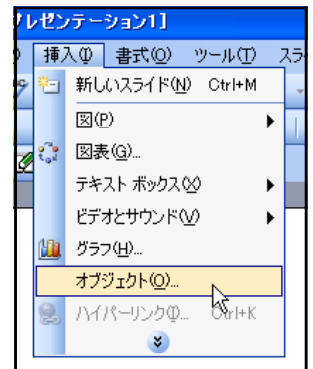 プレゼンテーション1]
挿入(I) 書式(O) ツール(T) スラ
新しいスライド(N) Ctrl+M
図(P)
図表(G)...
テキスト ボックス(X)
ビデオとサウンド(V)
グラフ(H)...
オブジェクト(O)...
ハイパーリンク(I)... Ctrl+K